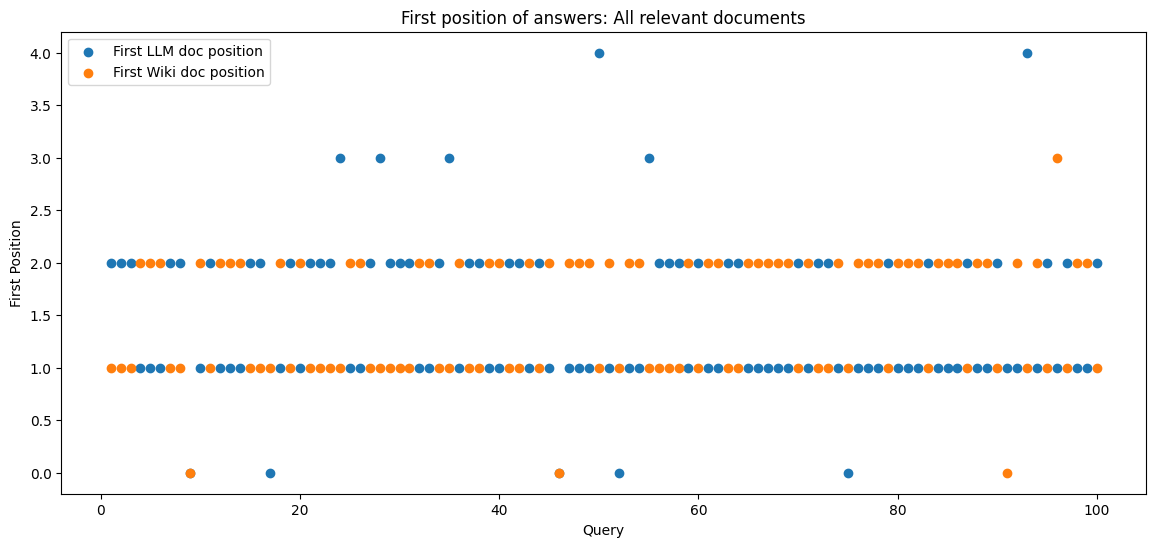 First position of answers: All relevant documents
First LLM doc position
First Wiki doc position
First Position
4.0
3.5
3.0
2.5
2.0
1.5
1.0
0.5
0.0
0 20 40 60 80 100
Query